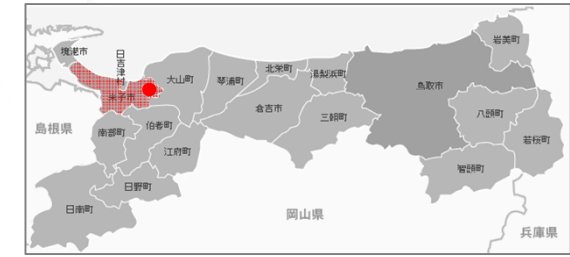 岩美町
境港市
日吉津村
大山町
琴浦町
北栄町
湯梨浜町
鳥取市
米子市
倉吉市
三朝町
八頭町
島根県
南部町
伯耆町
若桜町
江府町
智頭町
日野町
日南町
岡山県
兵庫県